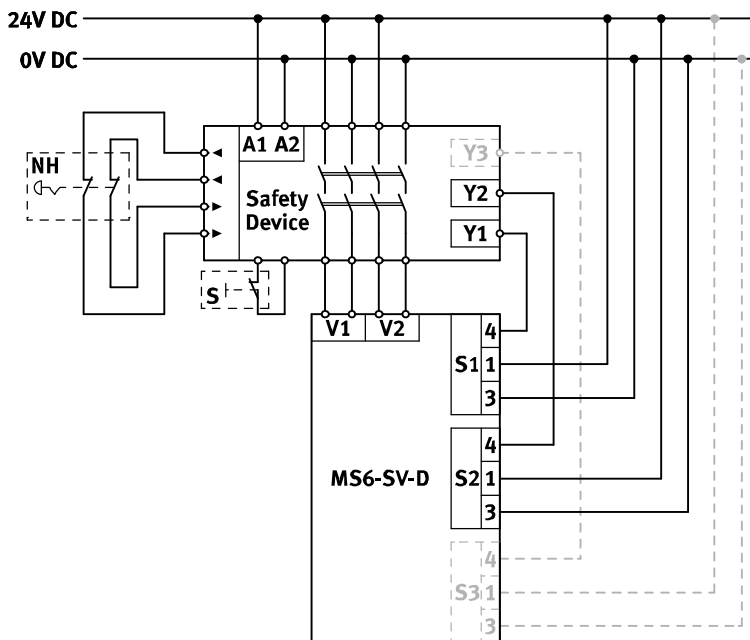 24V DC
0V DC
A1 A2
Y3
NH
Y2
Safety
Device
Y1
S
V1 V2
4
S1 1
3
4
MS6-SV-D S2 1
3
4
S3 1
3